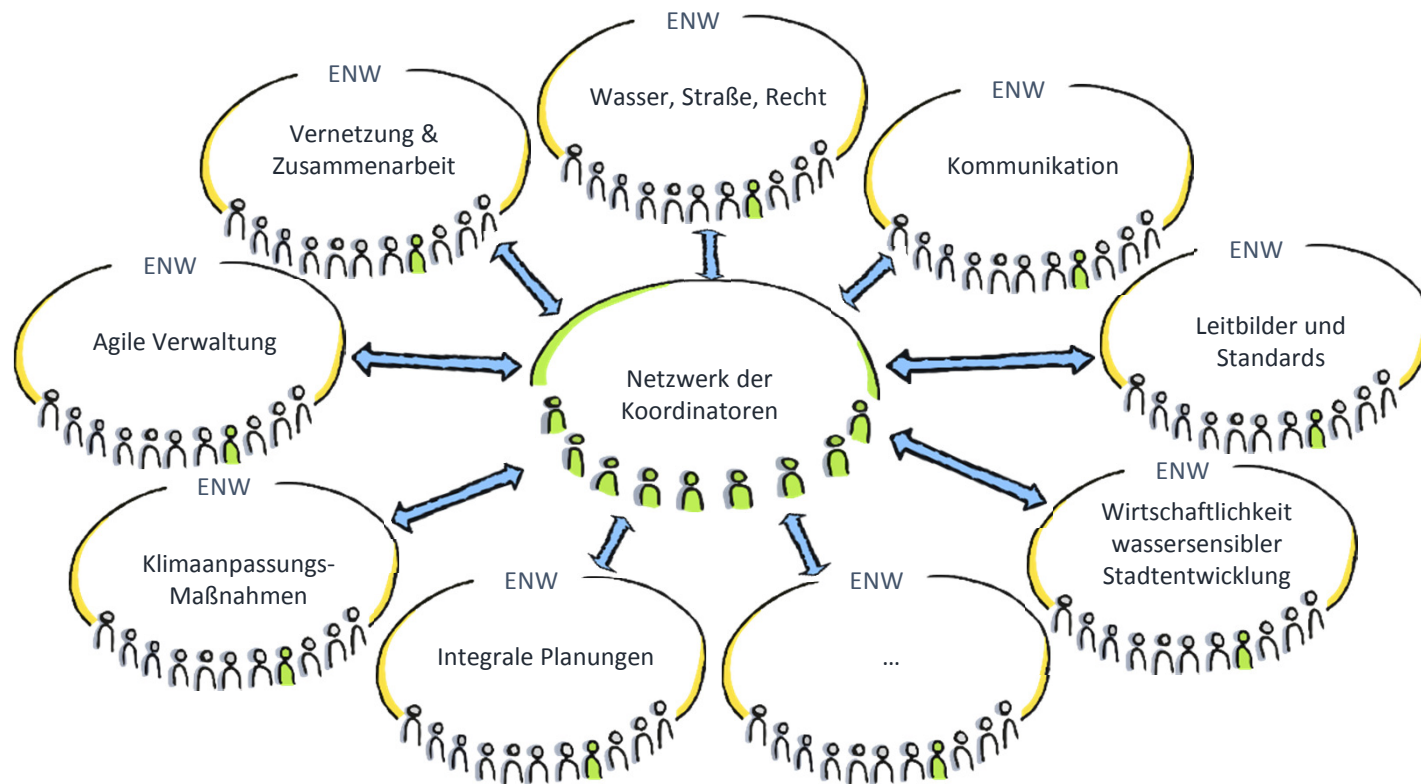 ENW
Wasser, Straße, Recht
ENW
Vernetzung &
Zusammenarbeit
ENW
Kommunikation
ENW
Agile Verwaltung
ENW
Leitbilder und
Standards
Netzwerk der
Koordinatoren
ENW
Klimaanpassungs-
Maßnahmen
ENW
Wirtschaftlichkeit
wassersensibler
Stadtentwicklung
ENW
Integrale Planungen
ENW
...